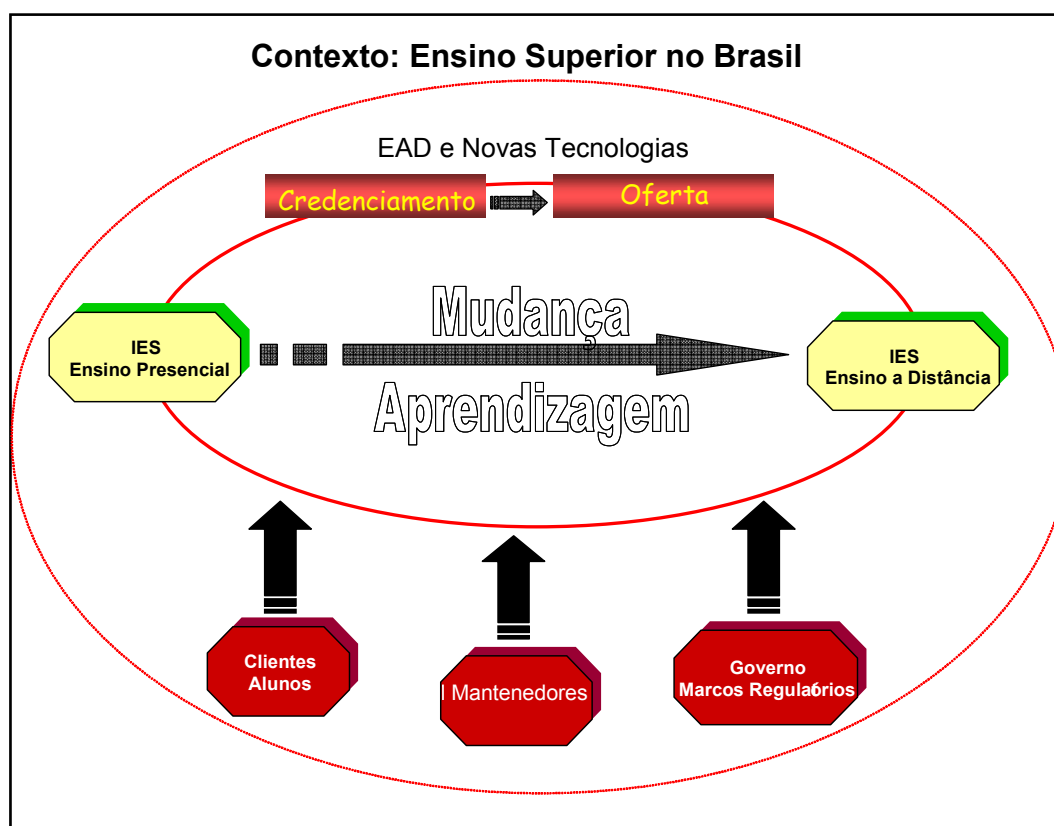 Contexto: Ensino Superior no Brasil
EAD e Novas Tecnologias
Credenciamento
Oferta
Mudança
IES
Ensino Presencial
IES
Ensino a Distância
Aprendizagem
Clientes
Alunos
l Mantenedores
Governo
Marcos Regulatórios